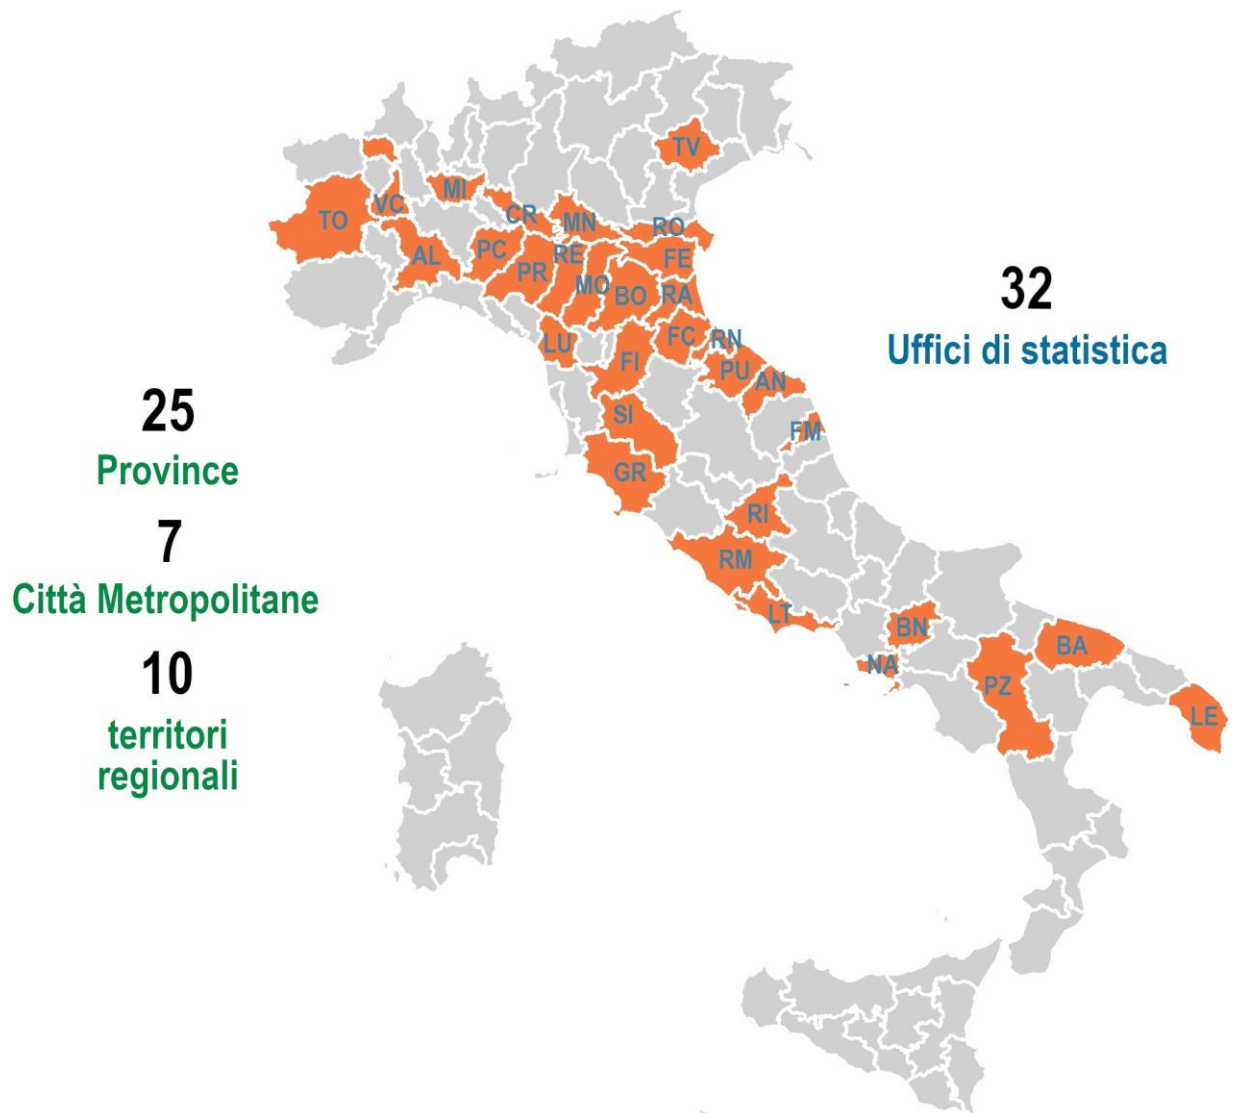 TV
MI
VC
TO
CR
MN
RO
AL
PC
RE
FE
PR
MO
BO
RA
32
Uffici di statistica
LU
FC
RN
FI
PU
AN
25
Province
SI
FM
GR
7
Città Metropolitane
RI
RM
LT
BN
BA
NA
PZ
LE
10
territori
regionali